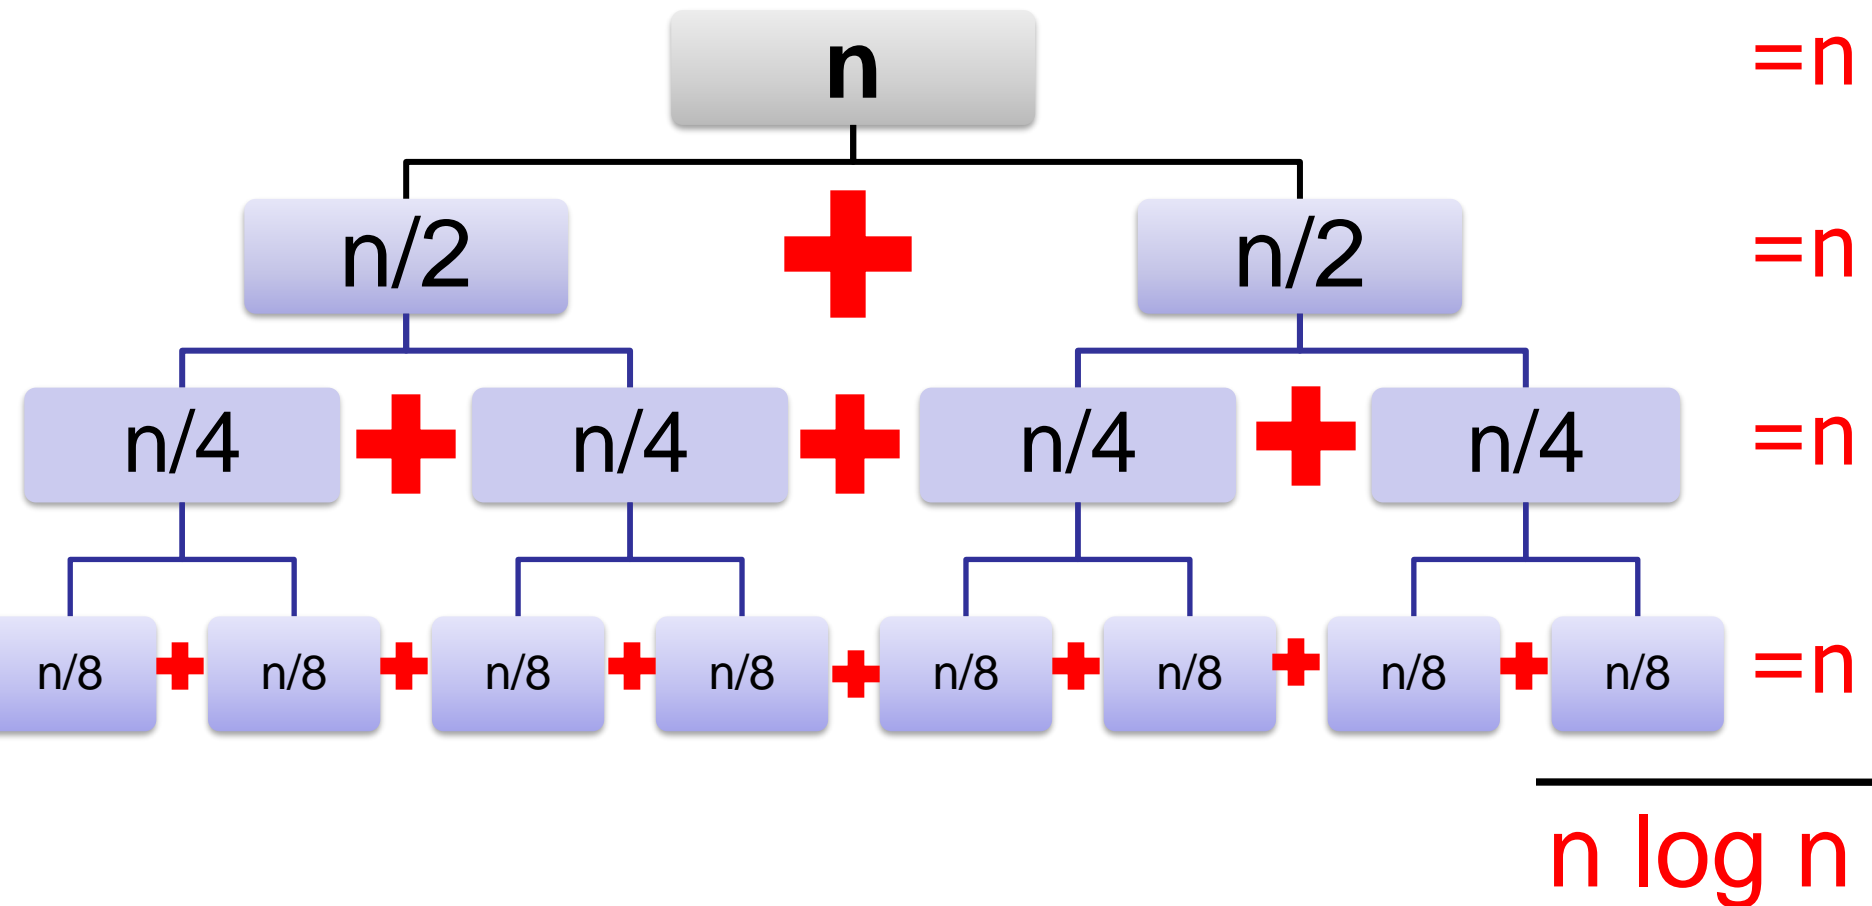 n =n
n/2 + n/2 =n
n/4 + n/4 + n/4 + n/4 =n
n/8 + n/8 + n/8 + n/8 + n/8 + n/8 + n/8 + n/8 =n
n log n